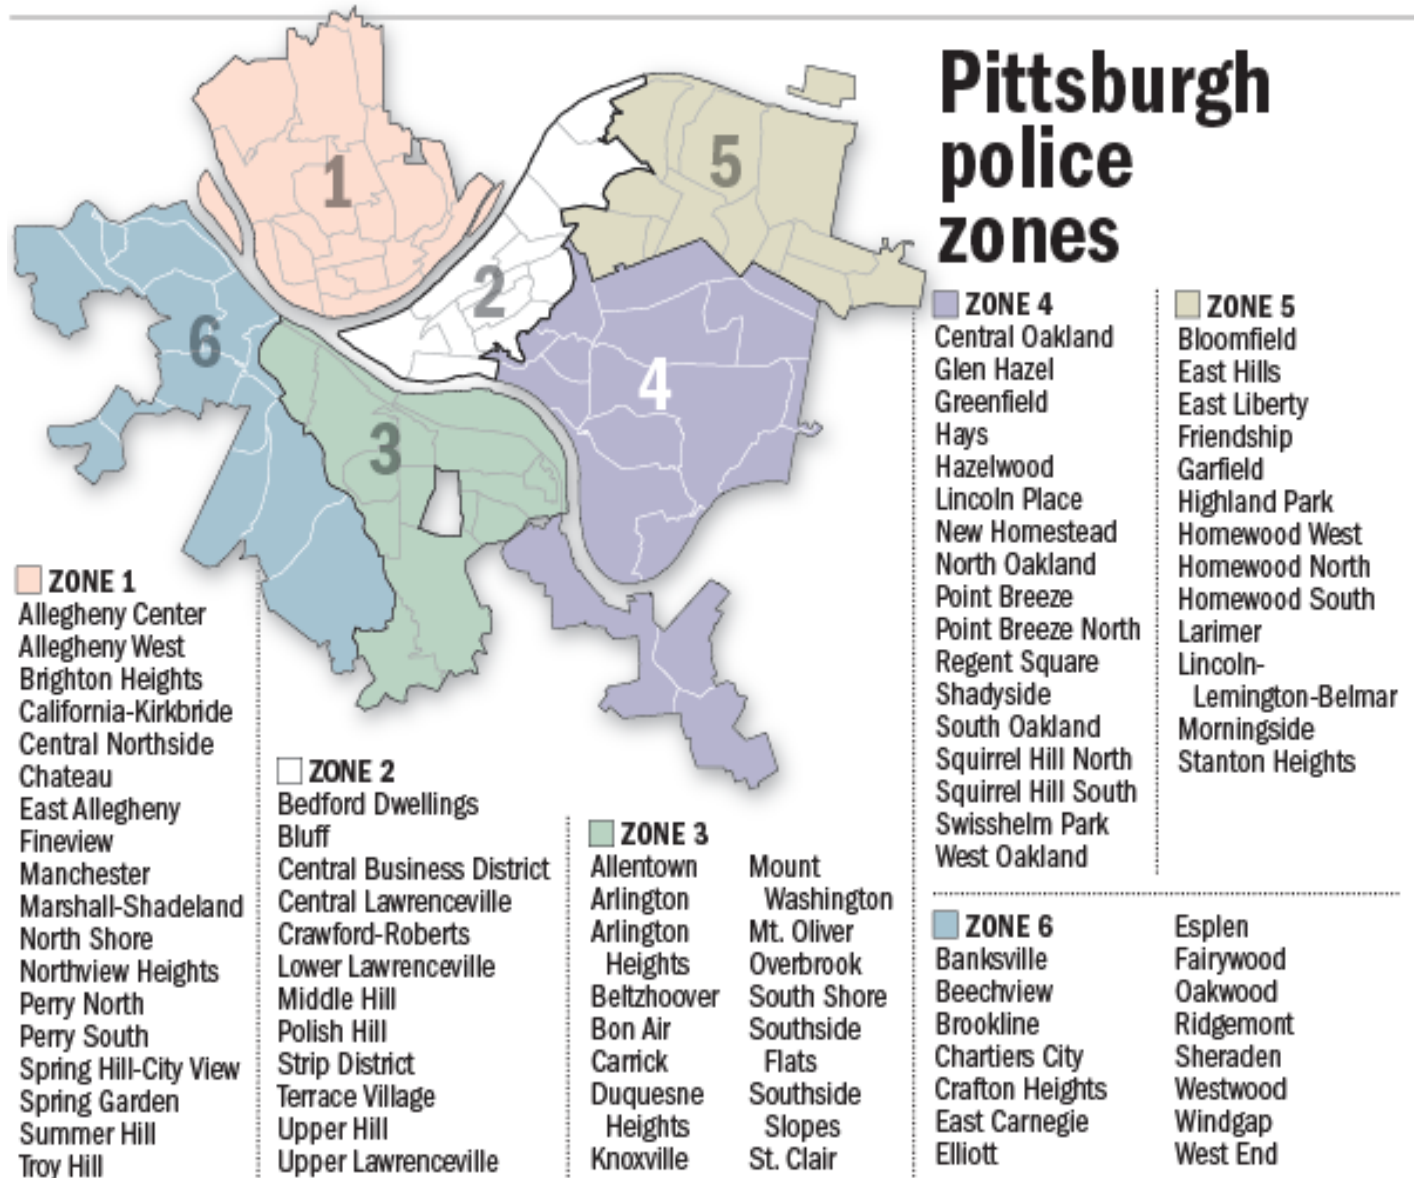 Pittsburgh
police
zones
1
2
3
4
5
6
ZONE 1
Allegheny Center
Allegheny West
Brighton Heights
California-Kirkbride
Central Northside
Chateau
East Allegheny
Fineview
Manchester
Marshall-Shadeland
North Shore
Northview Heights
Perry North
Perry South
Spring Hill-City View
Spring Garden
Summer Hill
Troy Hill
ZONE 2
Bedford Dwellings
Bluff
Central Business District
Central Lawrenceville
Crawford-Roberts
Lower Lawrenceville
Middle Hill
Polish Hill
Strip District
Terrace Village
Upper Hill
Upper Lawrenceville
ZONE 3
Allentown
Arlington
Arlington
Heights
Beltzhoover
Bon Air
Carrick
Duquesne
Heights
Knoxville
Mount
Washington
Mt. Oliver
Overbrook
South Shore
Southside
Flats
Southside
Slopes
St. Clair
ZONE 4
Central Oakland
Glen Hazel
Greenfield
Hays
Hazelwood
Lincoln Place
New Homestead
North Oakland
Point Breeze
Point Breeze North
Regent Square
Shadyside
South Oakland
Squirrel Hill North
Squirrel Hill South
Swisshelm Park
West Oakland
ZONE 5
Bloomfield
East Hills
East Liberty
Friendship
Garfield
Highland Park
Homewood West
Homewood North
Homewood South
Larimer
Lincoln-
Lemington-Belmar
Morningside
Stanton Heights
ZONE 6
Banksville
Beechview
Brookline
Chartiers City
Crafton Heights
East Carnegie
Elliott
Esplen
Fairywood
Oakwood
Ridgemont
Sheraden
Westwood
Windgap
West End